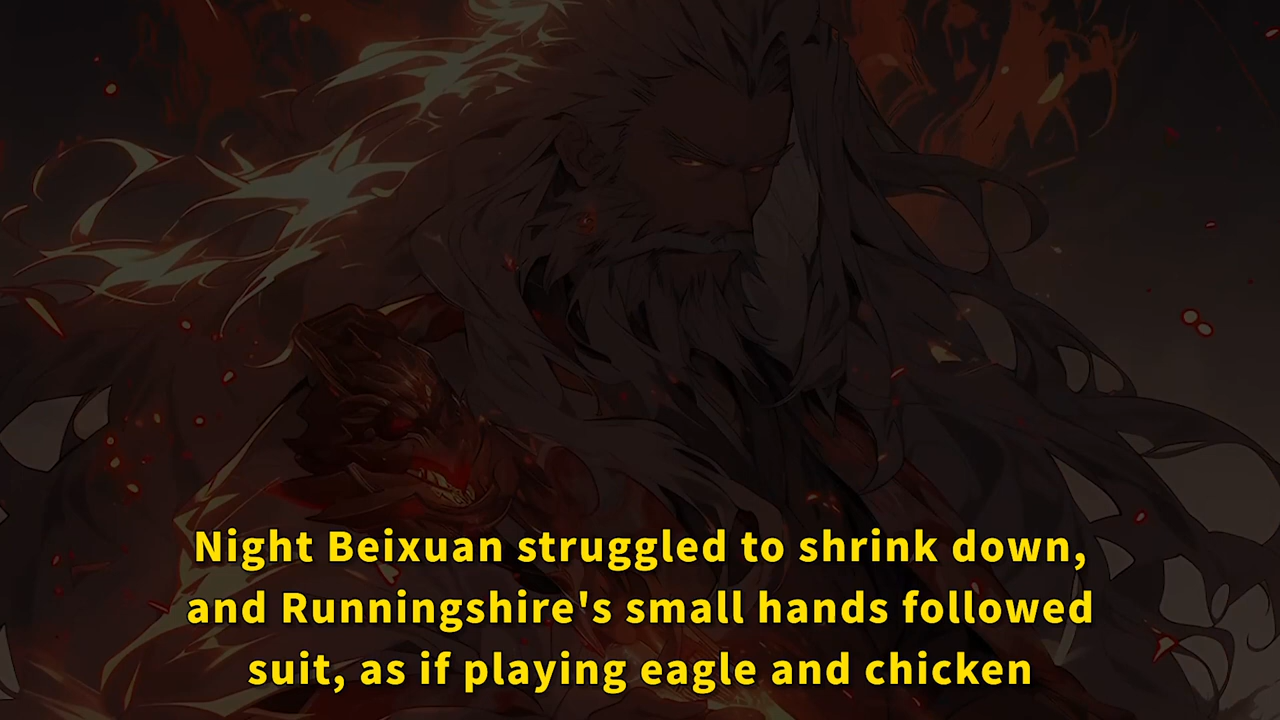 Night Beixuan struggled to shrink down,
and Runningshire's small hands followed
suit, as if playing eagle and chicken